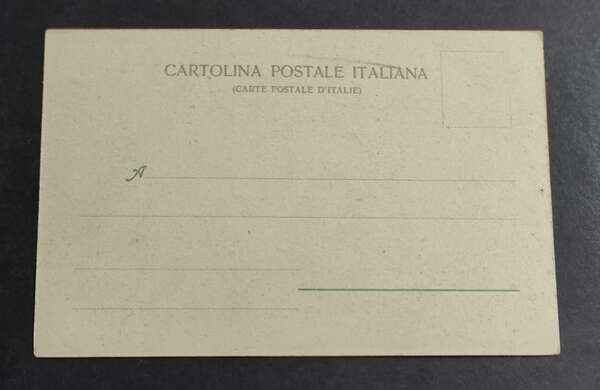 CARTOLINA POSTALE ITALIANA
(CARTE POSTALE D'ITALIE)
A